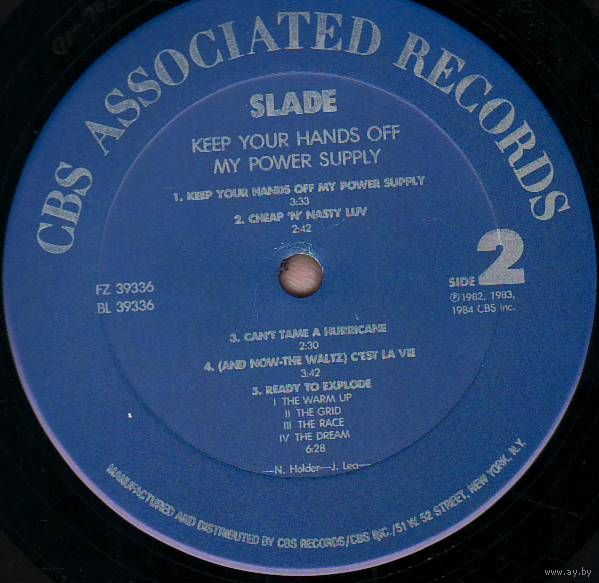 CBS ASSOCIATED RECORDS
SLADE
KEEP YOUR HANDS OFF
MY POWER SUPPLY
1. KEEP YOUR HANDS OFF MY POWER SUPPLY
3:33
2. CHEAP 'N' NASTY LUV
2:42
FZ 39336
BL 39336
SIDE 2
℗1982, 1983,
1984 CBS Inc.
3. CAN'T TAME A HURRICANE
2:30
4. (AND NOW-THE WALTZ) C'EST LA VIE
3:42
5. READY TO EXPLODE
I THE WARM UP
II THE GRID
III THE RACE
IV THE DREAM
6:28
—N. Holder—J. Lea—
MANUFACTURED AND DISTRIBUTED BY CBS RECORDS/CBS INC./51 W. 52 STREET, NEW YORK, N.Y.
www.ay.by